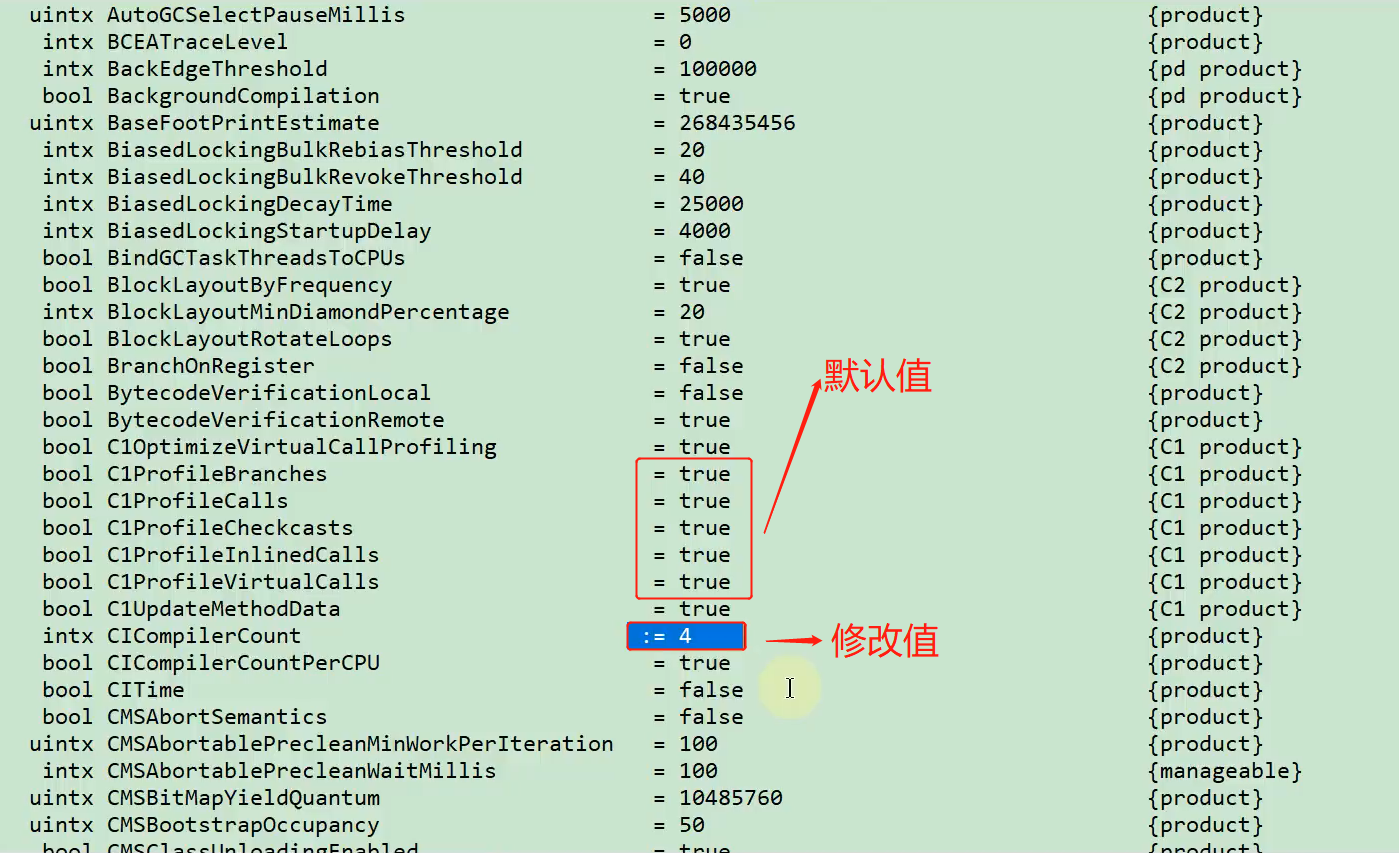 uintx AutoGCSelectPauseMillis = 5000 {product}
intx BCEATraceLevel = 0 {product}
intx BackEdgeThreshold = 100000 {pd product}
bool BackgroundCompilation = true {pd product}
uintx BaseFootPrintEstimate = 268435456 {product}
intx BiasedLockingBulkRebiasThreshold = 20 {product}
intx BiasedLockingBulkRevokeThreshold = 40 {product}
intx BiasedLockingDecayTime = 25000 {product}
intx BiasedLockingStartupDelay = 4000 {product}
bool BindGCTaskThreadsToCPUs = false {product}
bool BlockLayoutByFrequency = true {C2 product}
intx BlockLayoutMinDiamondPercentage = 20 {C2 product}
bool BlockLayoutRotateLoops = true {C2 product}
bool BranchOnRegister = false {C2 product}
默认值
bool BytecodeVerificationLocal = false {product}
bool BytecodeVerificationRemote = true {product}
bool C1OptimizeVirtualCallProfiling = true {C1 product}
bool C1ProfileBranches = true {C1 product}
bool C1ProfileCalls = true {C1 product}
bool C1ProfileCheckcasts = true {C1 product}
bool C1ProfileInlinedCalls = true {C1 product}
bool C1ProfileVirtualCalls = true {C1 product}
bool C1UpdateMethodData = true {C1 product}
intx CICompilerCount := 4 {product}
修改值
bool CICompilerCountPerCPU = true {product}
bool CITime = false {product}
bool CMSAbortSemantics = false {product}
uintx CMSAbortablePrecleanMinWorkPerIteration = 100 {product}
intx CMSAbortablePrecleanWaitMillis = 100 {manageable}
uintx CMSBitMapYieldQuantum = 10485760 {product}
uintx CMSBootstrapOccupancy = 50 {product}
bool CMSClassUnloadingEnabled = true {product}